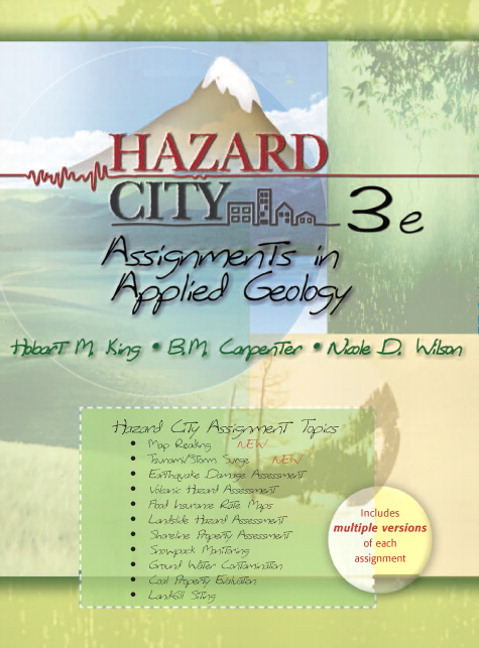 HAZARD
CITY 3e
Assignments in
Applied Geology
Hobart M. King • B.M. Carpenter • Nicole D. Wilson
Hazard City Assignment Topics
• Map Reading NEW
• Tsunami/Storm Surge NEW
• Earthquake Damage Assessment
• Volcanic Hazard Assessment
• Flood Insurance Rate Maps
• Landslide Hazard Assessment
• Shoreline Property Assessment
• Snowpack Monitoring
• Ground Water Contamination
• Coal Property Evaluation
• Landfill Siting
Includes
multiple versions
of each
assignment